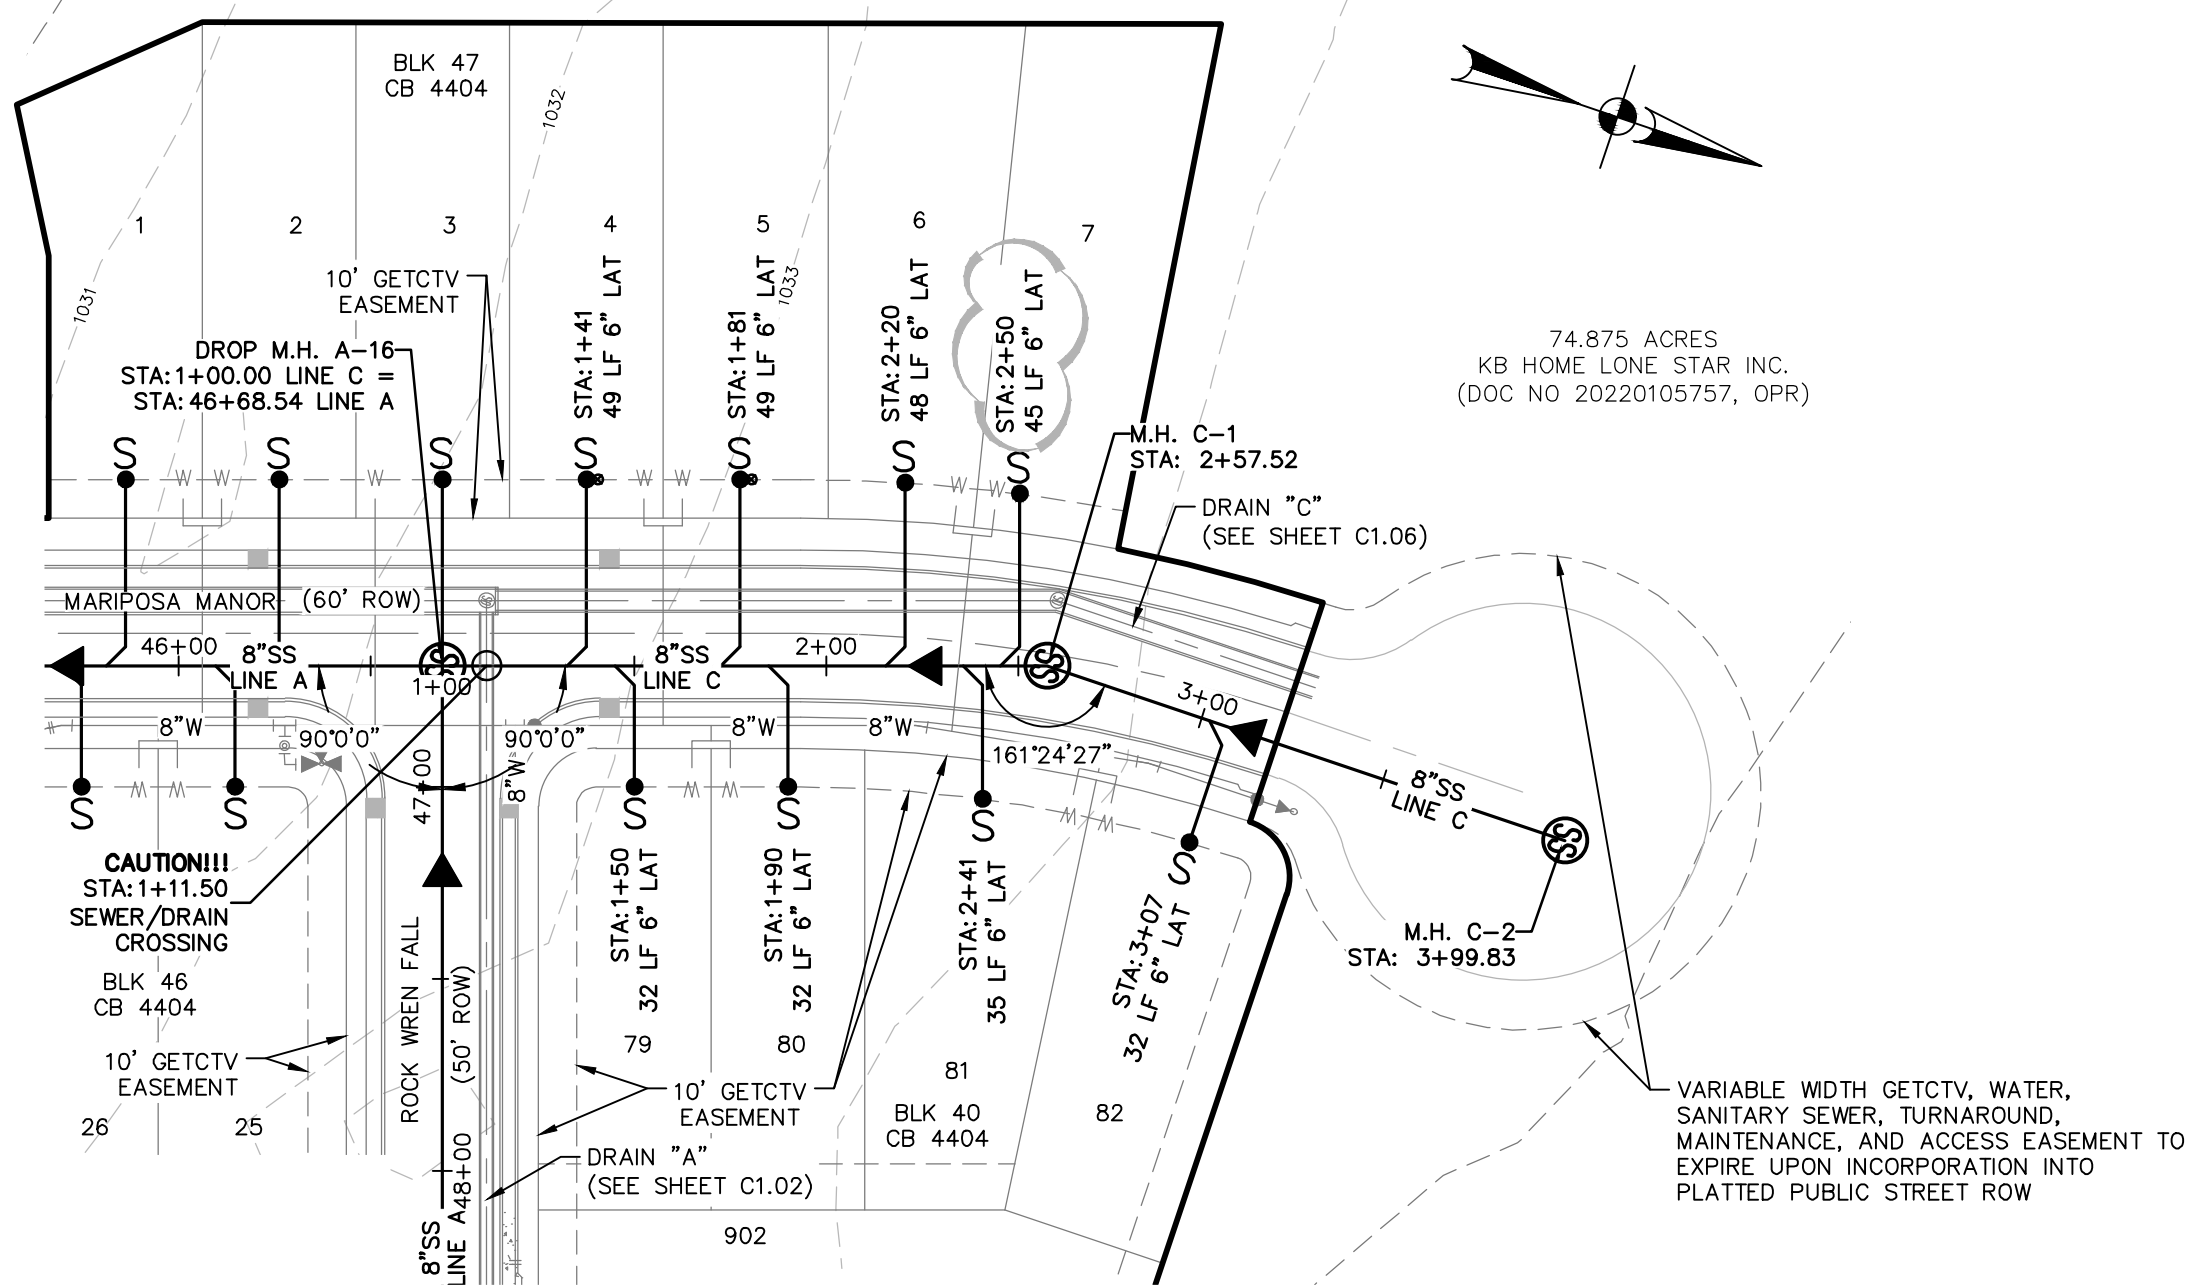 BLK 47
CB 4404
1032
1031
1033
1
2
3
4
5
6
7
10' GETCTV
EASEMENT
DROP M.H. A-16
STA:1+00.00 LINE C =
STA:46+68.54 LINE A
STA:1+41
49 LF 6" LAT
STA:1+81
49 LF 6" LAT
STA:2+20
48 LF 6" LAT
STA:2+50
45 LF 6" LAT
74.875 ACRES
KB HOME LONE STAR INC.
(DOC NO 20220105757, OPR)
M.H. C-1
STA: 2+57.52
DRAIN "C"
(SEE SHEET C1.06)
S
S
S
S
S
S
S
W
W
W
W
W
W
W
MARIPOSA MANOR (60' ROW)
46+00
8"SS
LINE A
SS
1+00
8"SS
LINE C
2+00
SS
3+00
8"W
90°0'0"
90°0'0"
8"W
8"W
8"W
161°24'27"
8"SS
LINE C
SS
47+00
W
W
W
W
W
W
S
S
S
S
S
S
CAUTION!!!
STA:1+11.50
SEWER/DRAIN
CROSSING
BLK 46
CB 4404
10' GETCTV
EASEMENT
26
25
ROCK WREN FALL
(50' ROW)
STA:1+50
32 LF 6" LAT
STA:1+90
32 LF 6" LAT
STA:2+41
35 LF 6" LAT
STA:3+07
32 LF 6" LAT
M.H. C-2
STA: 3+99.83
79
80
81
82
10' GETCTV
EASEMENT
BLK 40
CB 4404
DRAIN "A"
(SEE SHEET C1.02)
48+00
8"SS
LINE A
902
VARIABLE WIDTH GETCTV, WATER,
SANITARY SEWER, TURNAROUND,
MAINTENANCE, AND ACCESS EASEMENT TO
EXPIRE UPON INCORPORATION INTO
PLATTED PUBLIC STREET ROW